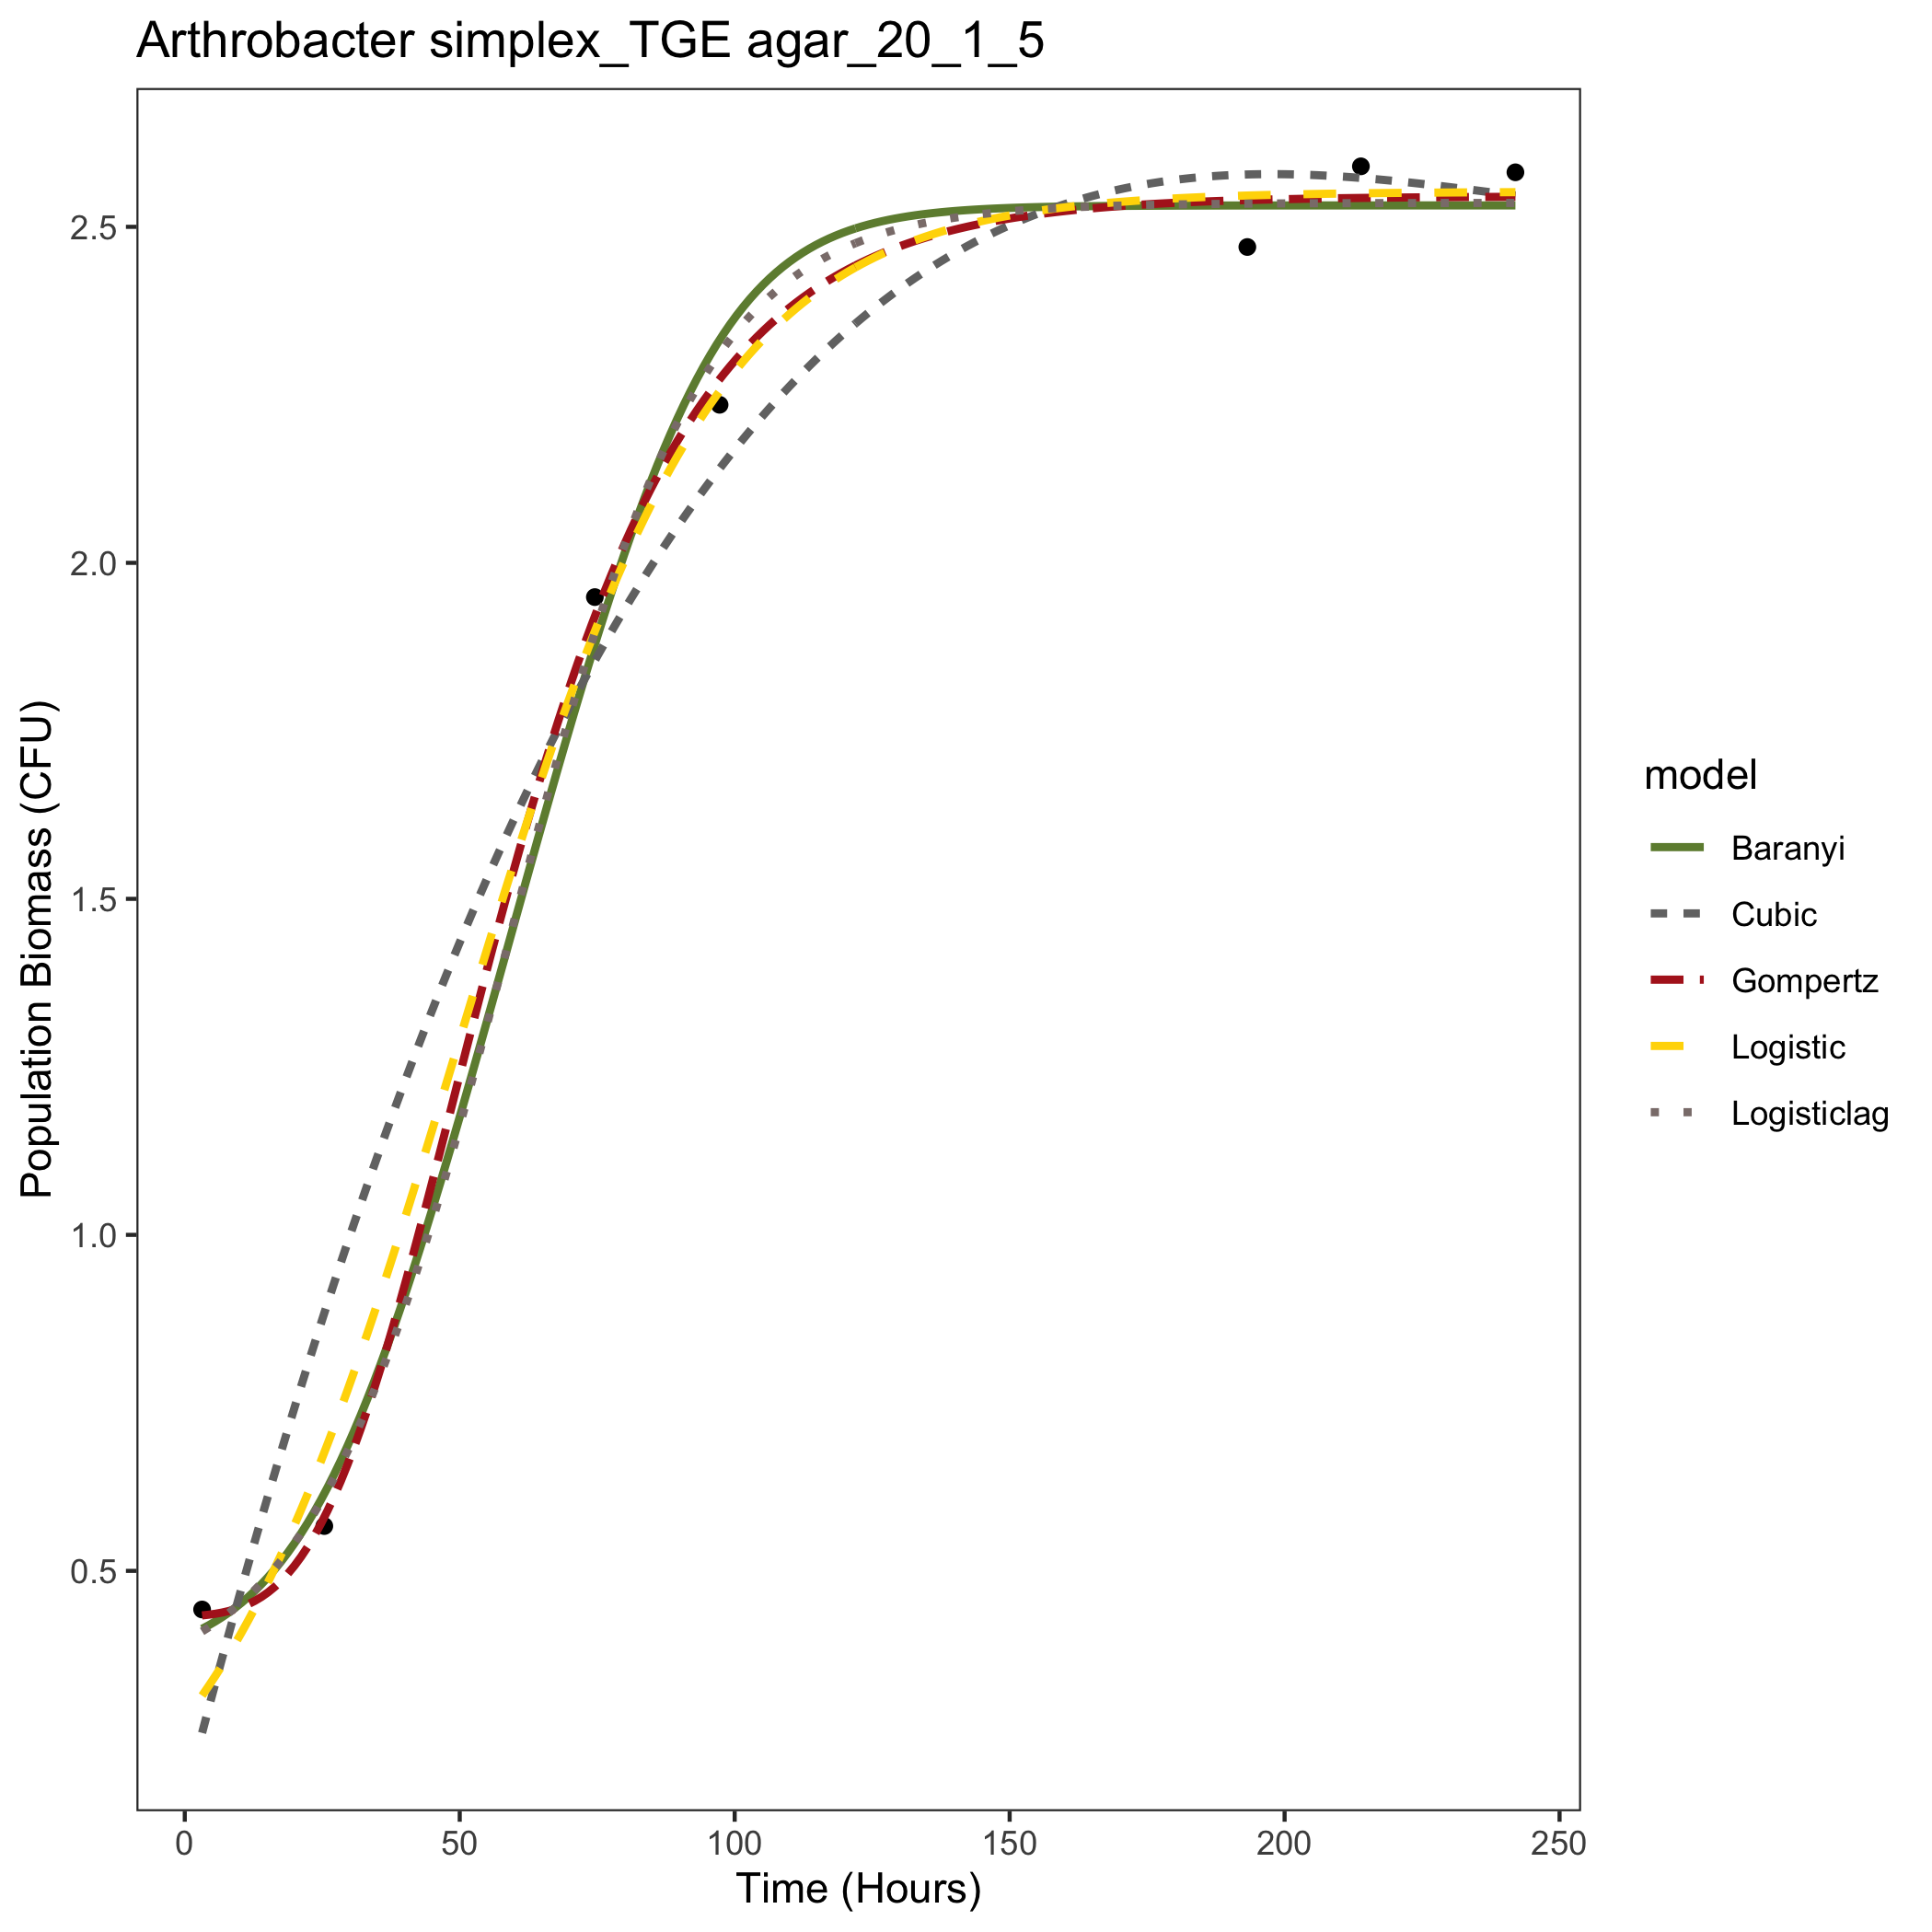 Arthrobacter simplex_TGE agar_20_1_5
2.5
2.0
1.5
1.0
0.5
Population Biomass (CFU)
0
50
100
150
200
250
Time (Hours)
model
Baranyi
Cubic
Gompertz
Logistic
Logisticlag